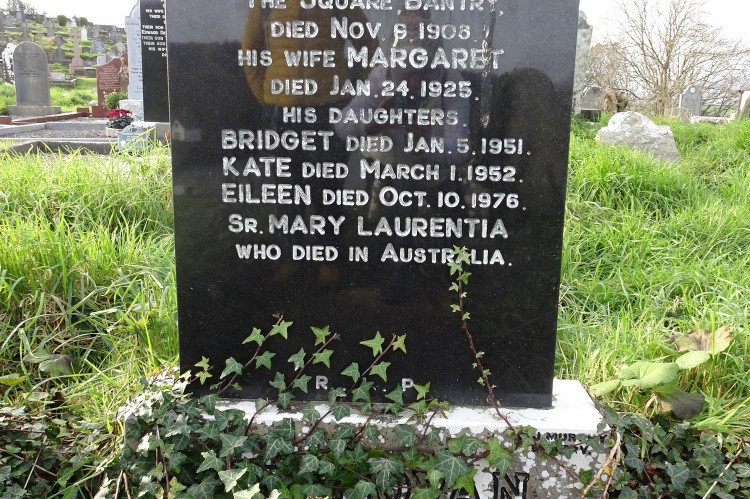 THE SQUARE BANTRY,
DIED NOV. 6. 1908.
HIS WIFE MARGARET
DIED JAN. 24. 1925.
HIS DAUGHTERS.
BRIDGET DIED JAN. 5. 1951.
KATE DIED MARCH 1. 1952.
EILEEN DIED OCT. 10. 1976.
SR. MARY LAURENTIA
WHO DIED IN AUSTRALIA.
R. P.